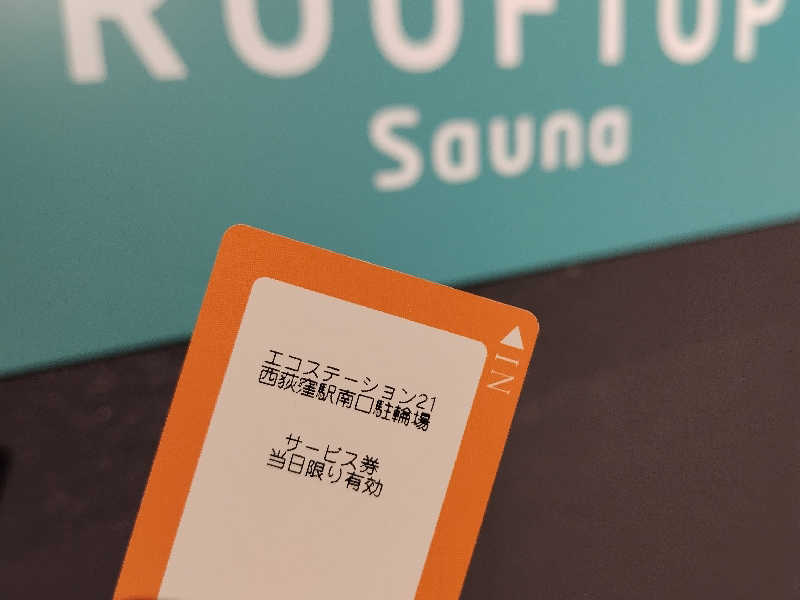 ROOFTOP
Sauna
▲IN
エコステーション21
西荻窪駅南口駐輪場
サービス券
当日限り有効